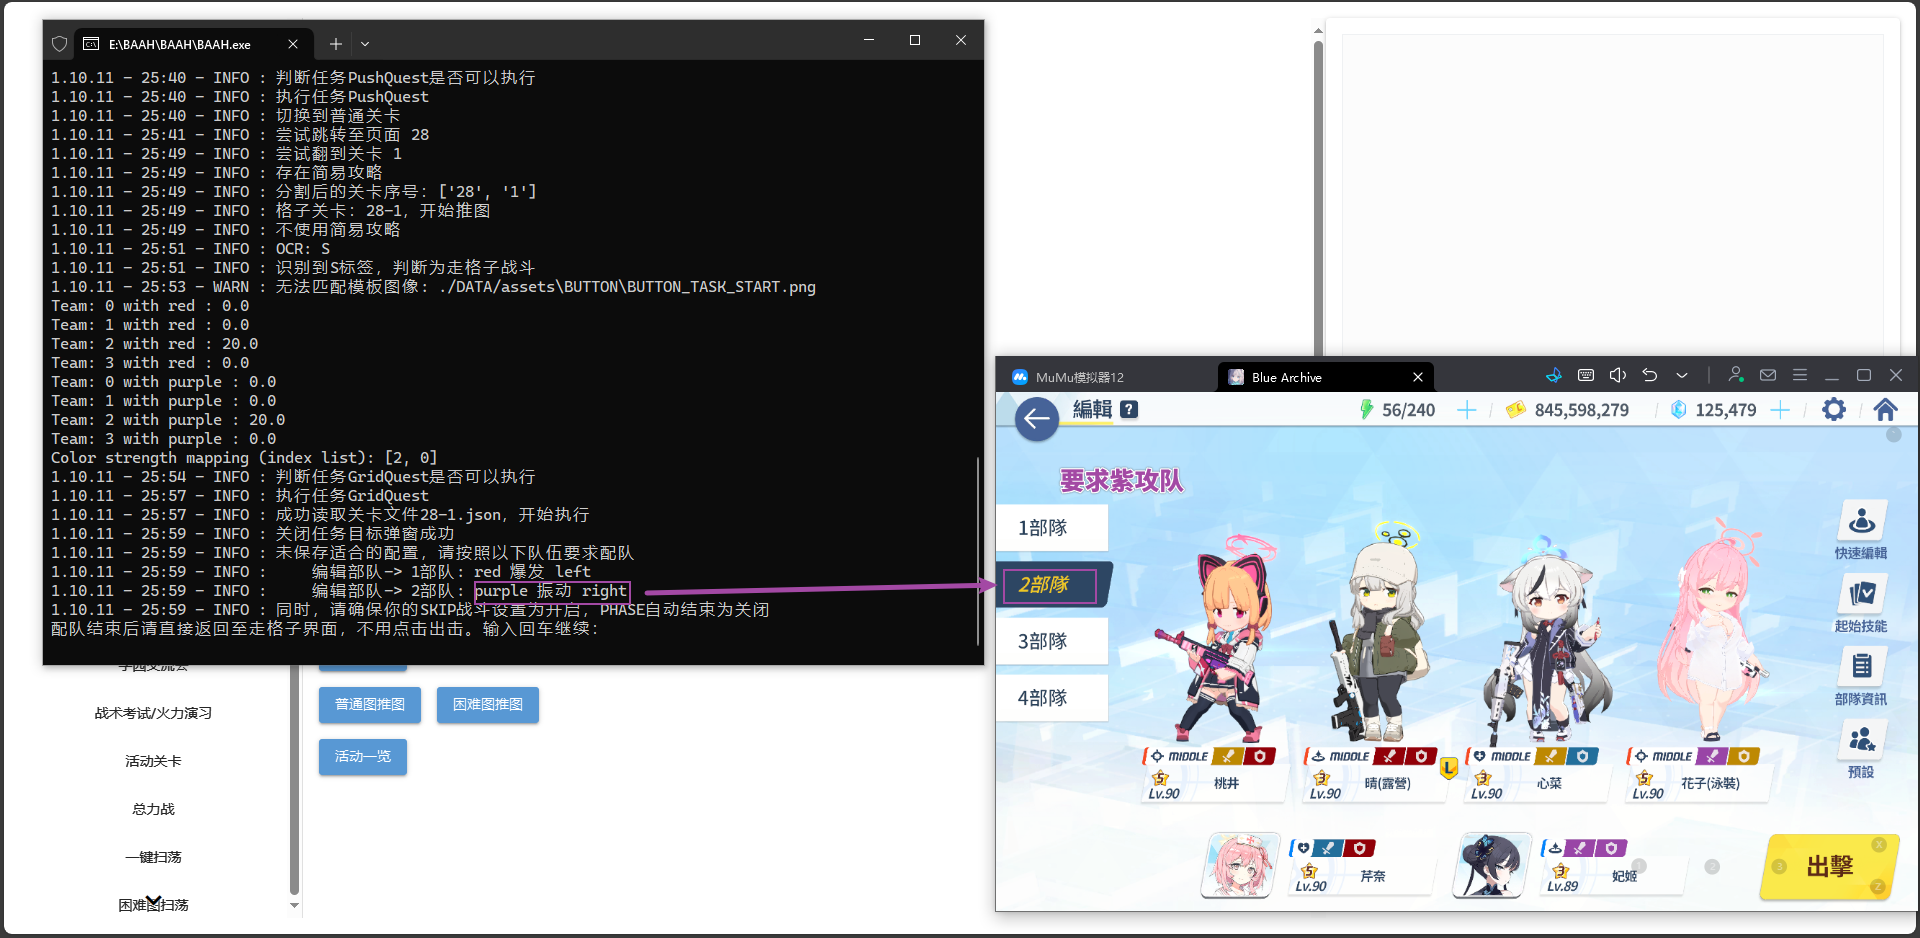 E:\BAAH\BAAH\BAAH.exe
1.10.11 - 25:40 - INFO : 判断任务PushQuest是否可以执行
1.10.11 - 25:40 - INFO : 执行任务PushQuest
1.10.11 - 25:40 - INFO : 切换到普通关卡
1.10.11 - 25:41 - INFO : 尝试跳转至页面 28
1.10.11 - 25:49 - INFO : 尝试翻到关卡 1
1.10.11 - 25:49 - INFO : 存在简易攻略
1.10.11 - 25:49 - INFO : 分割后的关卡序号: ['28', '1']
1.10.11 - 25:49 - INFO : 格子关卡: 28-1, 开始推图
1.10.11 - 25:49 - INFO : 不使用简易攻略
1.10.11 - 25:51 - INFO : OCR: S
1.10.11 - 25:51 - INFO : 识别到S标签, 判断为走格子战斗
1.10.11 - 25:53 - WARN : 无法匹配模板图像: ./DATA/assets\BUTTON\BUTTON_TASK_START.png
Team: 0 with red : 0.0
Team: 1 with red : 0.0
Team: 2 with red : 20.0
Team: 3 with red : 0.0
Team: 0 with purple : 0.0
Team: 1 with purple : 0.0
Team: 2 with purple : 20.0
Team: 3 with purple : 0.0
Color strength mapping (index list): [2, 0]
1.10.11 - 25:54 - INFO : 判断任务GridQuest是否可以执行
1.10.11 - 25:57 - INFO : 执行任务GridQuest
1.10.11 - 25:57 - INFO : 成功读取关卡文件28-1.json, 开始执行
1.10.11 - 25:59 - INFO : 关闭任务目标弹窗成功
1.10.11 - 25:59 - INFO : 未保存适合的配置, 请按照以下队伍要求配队
1.10.11 - 25:59 - INFO : 编辑部队-> 1部队: red 爆发 left
1.10.11 - 25:59 - INFO : 编辑部队-> 2部队: purple 振动 right
1.10.11 - 25:59 - INFO : 同时, 请确保你的SKIP战斗设置为开启, PHASE自动结束为关闭
配队结束后请直接返回至走格子界面, 不用点击出击。输入回车继续:
战术考试/火力演习
活动关卡
总力战
一键扫荡
困难图扫荡
普通图推图
困难图推图
活动一览
MuMu模拟器12
Blue Archive
編輯 ?
56/240
845,598,279
125,479
要求紫攻队
1部隊
2部隊
3部隊
4部隊
快速編輯
起始技能
部隊資訊
預設
MIDDLE
5
Lv.90
桃井
MIDDLE
3
Lv.90
晴(露營)
L
MIDDLE
3
Lv.90
心菜
MIDDLE
5
Lv.90
花子(泳裝)
5
Lv.90
芹奈
3
Lv.89
妃姬
1
2
3
出擊
X
Z